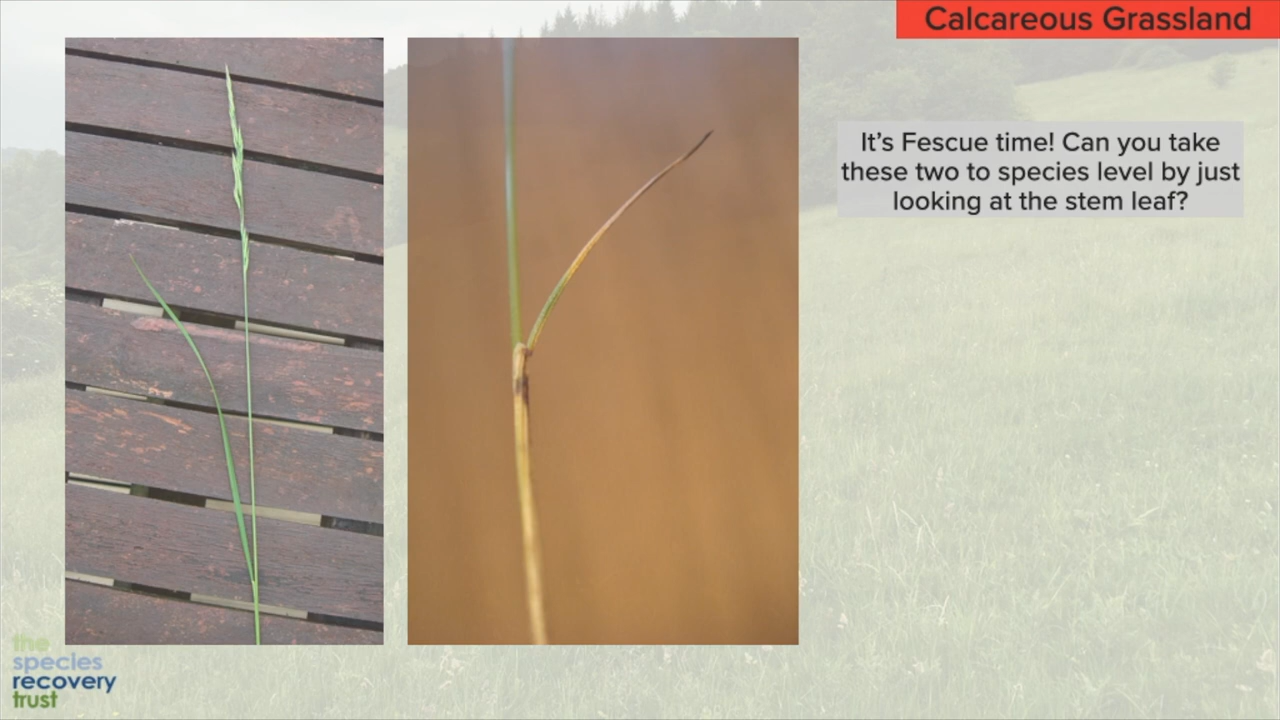 Calcareous Grassland
It’s Fescue time! Can you take
these two to species level by just
looking at the stem leaf?
the
species
recovery
trust